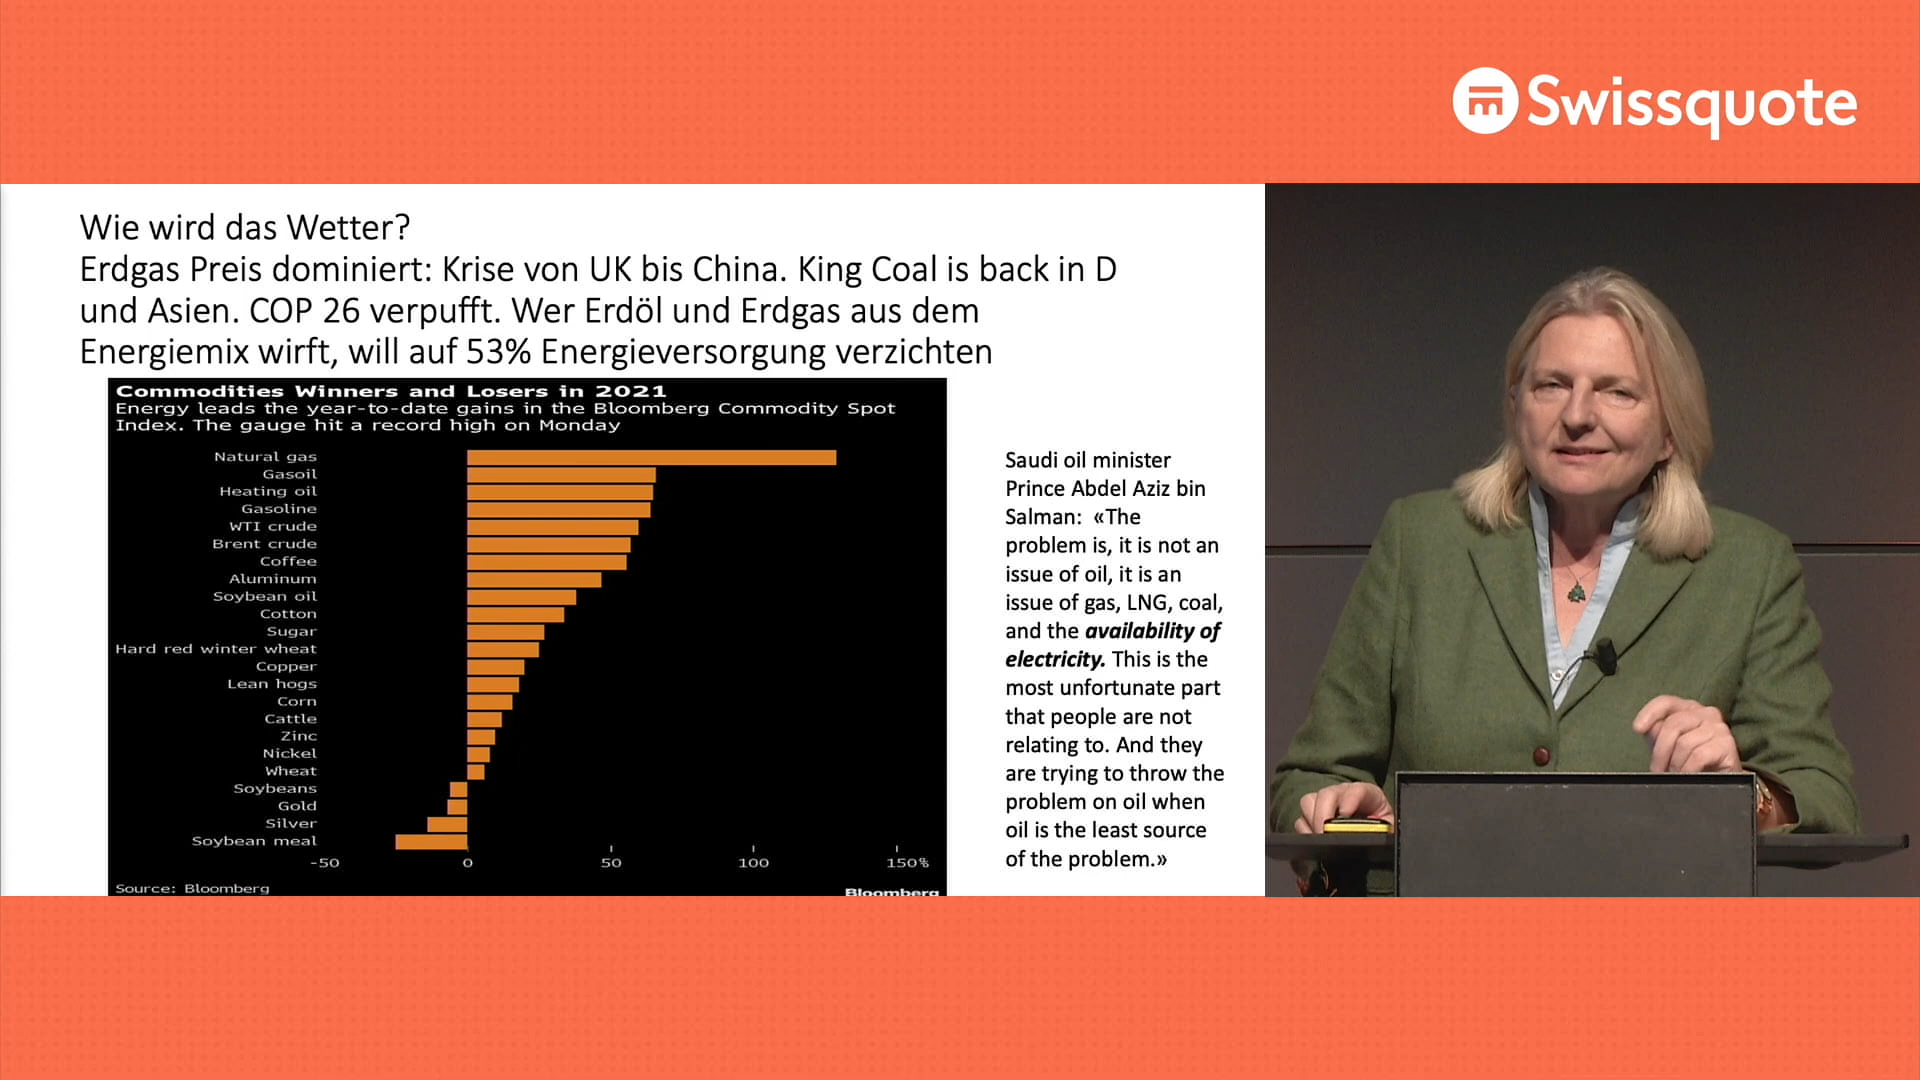 Swissquote
Wie wird das Wetter?
Erdgas Preis dominiert: Krise von UK bis China. King Coal is back in D
und Asien. COP 26 verpufft. Wer Erdöl und Erdgas aus dem
Energiemix wirft, will auf 53% Energieversorgung verzichten
Commodities Winners and Losers in 2021
Energy leads the year-to-date gains in the Bloomberg Commodity Spot
Index. The gauge hit a record high on Monday
Natural gas
Gasoil
Heating oil
Gasoline
WTI crude
Brent crude
Coffee
Aluminum
Soybean oil
Cotton
Sugar
Hard red winter wheat
Copper
Lean hogs
Corn
Cattle
Zinc
Nickel
Wheat
Soybeans
Gold
Silver
Soybean meal
-50 0 50 100 150%
Source: Bloomberg
Bloomberg
Saudi oil minister
Prince Abdel Aziz bin
Salman: «The
problem is, it is not an
issue of oil, it is an
issue of gas, LNG, coal,
and the availability of
electricity. This is the
most unfortunate part
that people are not
relating to. And they
are trying to throw the
problem on oil when
oil is the least source
of the problem.»